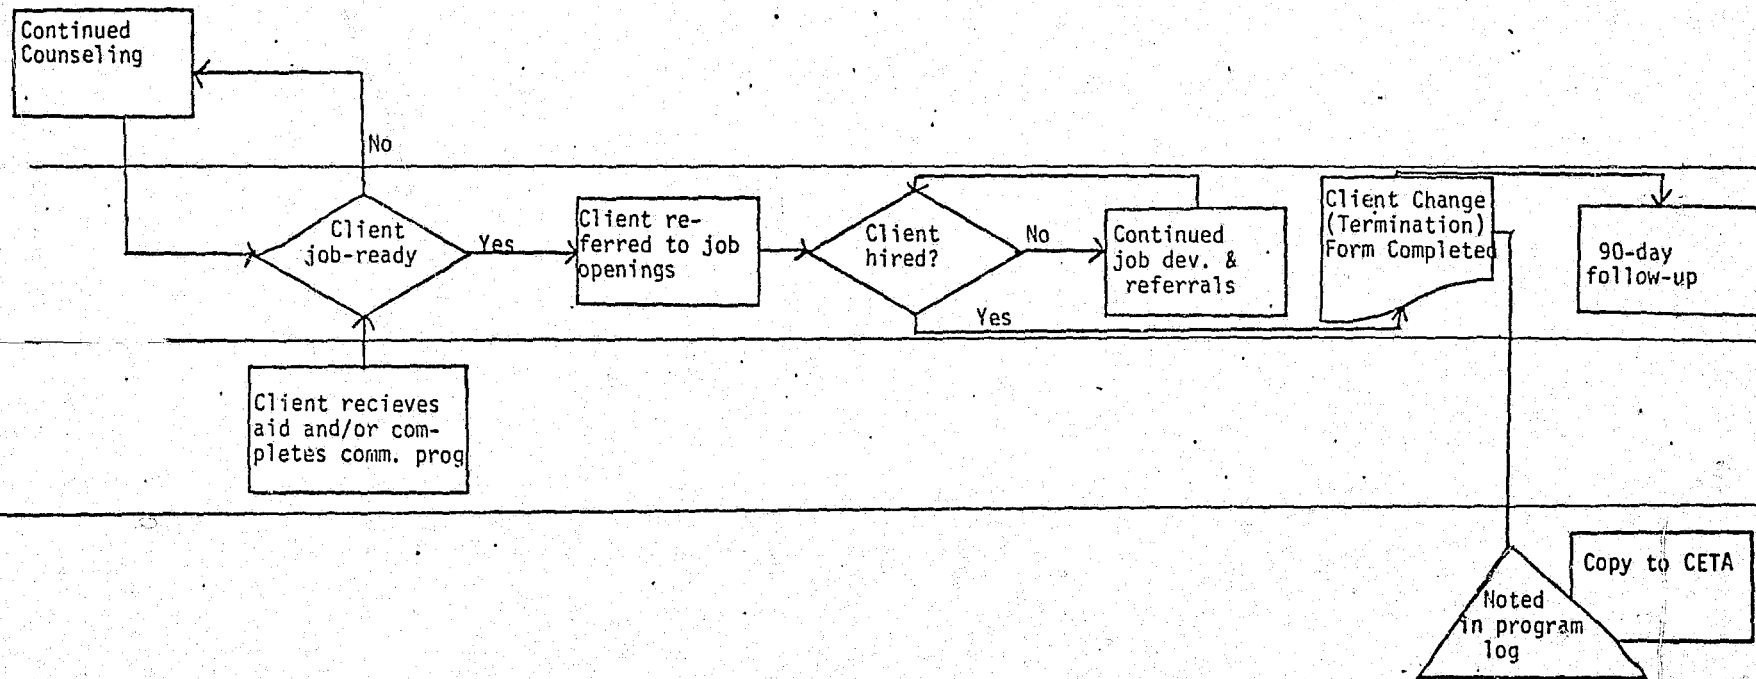 Continued
Counseling
No
Client
job-ready
Yes
Client re-
ferred to job
openings
Client
hired?
No
Continued
job dev. &
referrals
Yes
Client Change
(Termination)
Form Completed
90-day
follow-up
Client recieves
aid and/or com-
pletes comm. prog
Noted
in program
log
Copy to CETA